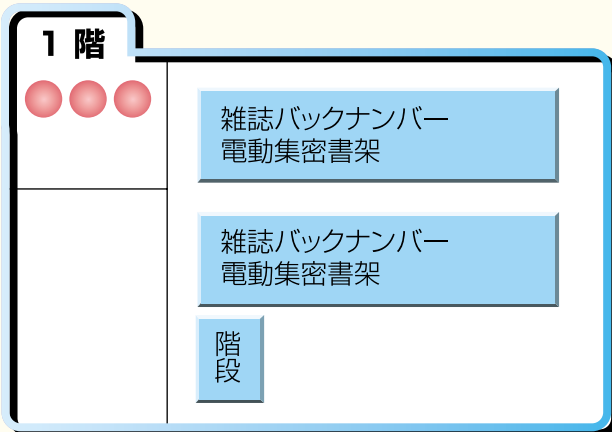 1 階
雑誌バックナンバー
電動集密書架
雑誌バックナンバー
電動集密書架
階段